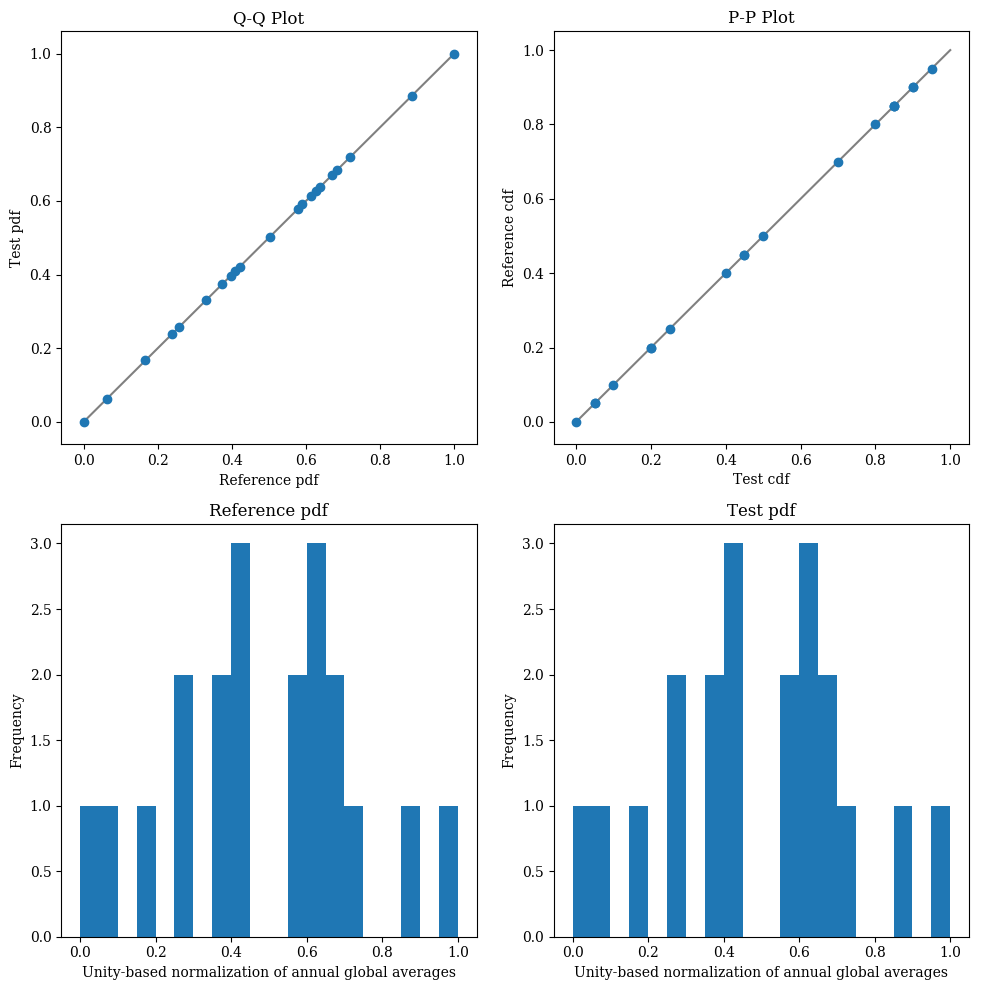 Q-Q Plot
1.0
0.8
0.6
0.4
0.2
0.0
Test pdf
0.0 0.2 0.4 0.6 0.8 1.0
Reference pdf
P-P Plot
1.0
0.8
0.6
0.4
0.2
0.0
Reference cdf
0.0 0.2 0.4 0.6 0.8 1.0
Test cdf
Reference pdf
3.0
2.5
2.0
1.5
1.0
0.5
0.0
Frequency
0.0 0.2 0.4 0.6 0.8 1.0
Unity-based normalization of annual global averages
Test pdf
3.0
2.5
2.0
1.5
1.0
0.5
0.0
Frequency
0.0 0.2 0.4 0.6 0.8 1.0
Unity-based normalization of annual global averages